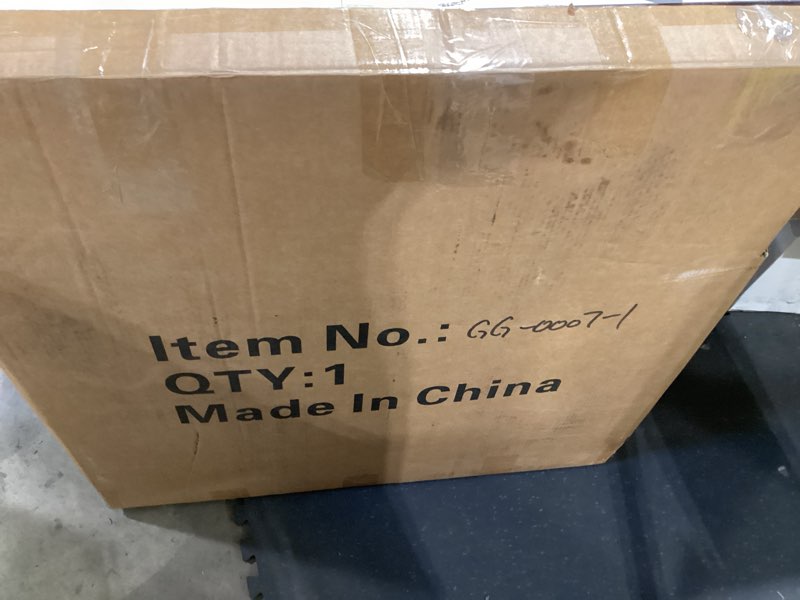 Item No.: GG-0007-1
QTY:1
Made In China